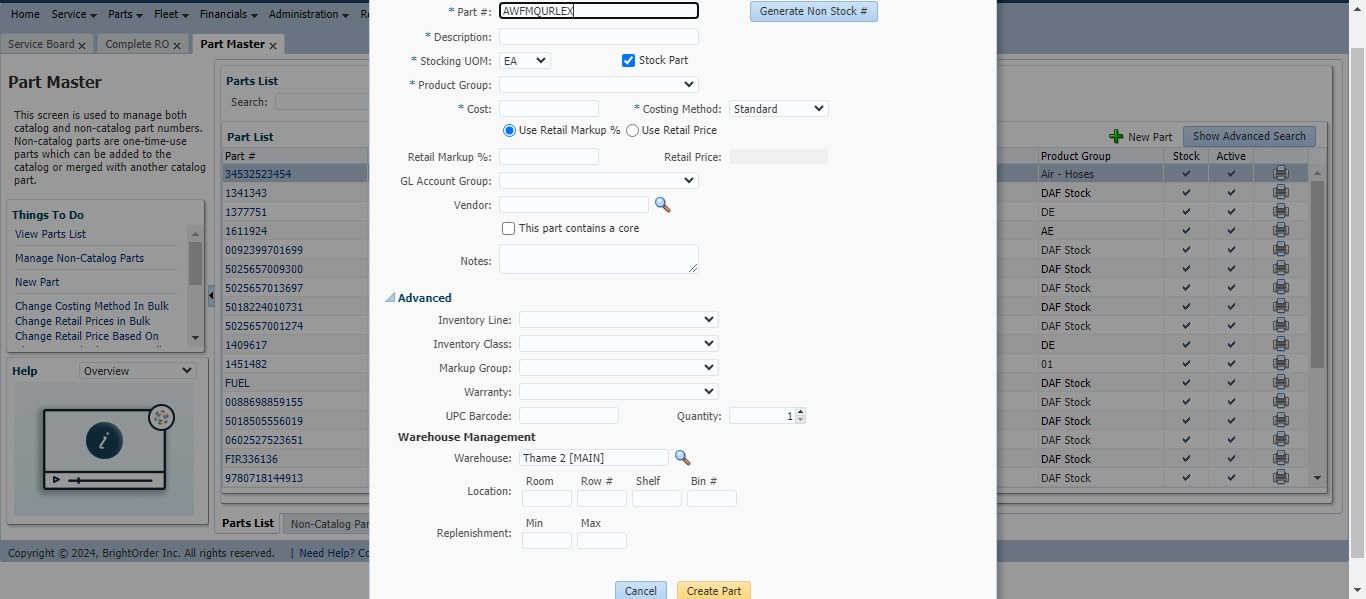 Home Service Parts Fleet Financials Administration
Service Board × Complete RO × Part Master ×
Part Master
This screen is used to manage both
catalog and non-catalog part numbers.
Non-catalog parts are one-time-use
parts which can be added to the
catalog or merged with another catalog
part.
Things To Do
View Parts List
Manage Non-Catalog Parts
New Part
Change Costing Method In Bulk
Change Retail Prices in Bulk
Change Retail Price Based On
Help Overview
Parts List
Search:
Part List
Part #
34532523454
1341343
1377751
1611924
0092399701699
5025657009300
5025657013697
5018224010731
5025657001274
1409617
1451482
FUEL
0088698859155
5018505556019
0602527523651
FIR336136
9780718144913
Parts List Non-Catalog Par
* Part #: AWFMQURLEX Generate Non Stock #
* Description:
* Stocking UOM: EA Stock Part
* Product Group:
* Cost: * Costing Method: Standard
Use Retail Markup % Use Retail Price
Retail Markup %: Retail Price:
GL Account Group:
Vendor:
This part contains a core
Notes:
Advanced
Inventory Line:
Inventory Class:
Markup Group:
Warranty:
UPC Barcode: Quantity: 1
Warehouse Management
Warehouse: Thame 2 [MAIN]
Room Row # Shelf Bin #
Location:
Min Max
Replenishment:
Cancel Create Part
New Part Show Advanced Search
Product Group Stock Active
Air - Hoses
DAF Stock
DE
AE
DAF Stock
DAF Stock
DAF Stock
DAF Stock
DAF Stock
DE
01
DAF Stock
DAF Stock
DAF Stock
DAF Stock
DAF Stock
DAF Stock
Copyright © 2024, BrightOrder Inc. All rights reserved. | Need Help? Co